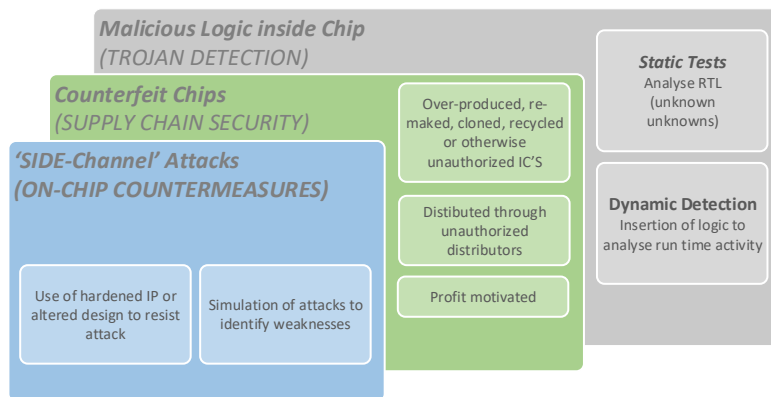 Malicious Logic inside Chip
(TROJAN DETECTION)
Counterfeit Chips
(SUPPLY CHAIN SECURITY)
‘SIDE-Channel’ Attacks
(ON-CHIP COUNTERMEASURES)
Use of hardened IP or
altered design to resist
attack
Simulation of attacks to
identify weaknesses
Over-produced, re-
maked, cloned, recycled
or otherwise
unauthorized IC’S
Distibuted through
unauthorized
distributors
Profit motivated
Static Tests
Analyse RTL
(unknown
unknowns)
Dynamic Detection
Insertion of logic to
analyse run time activity